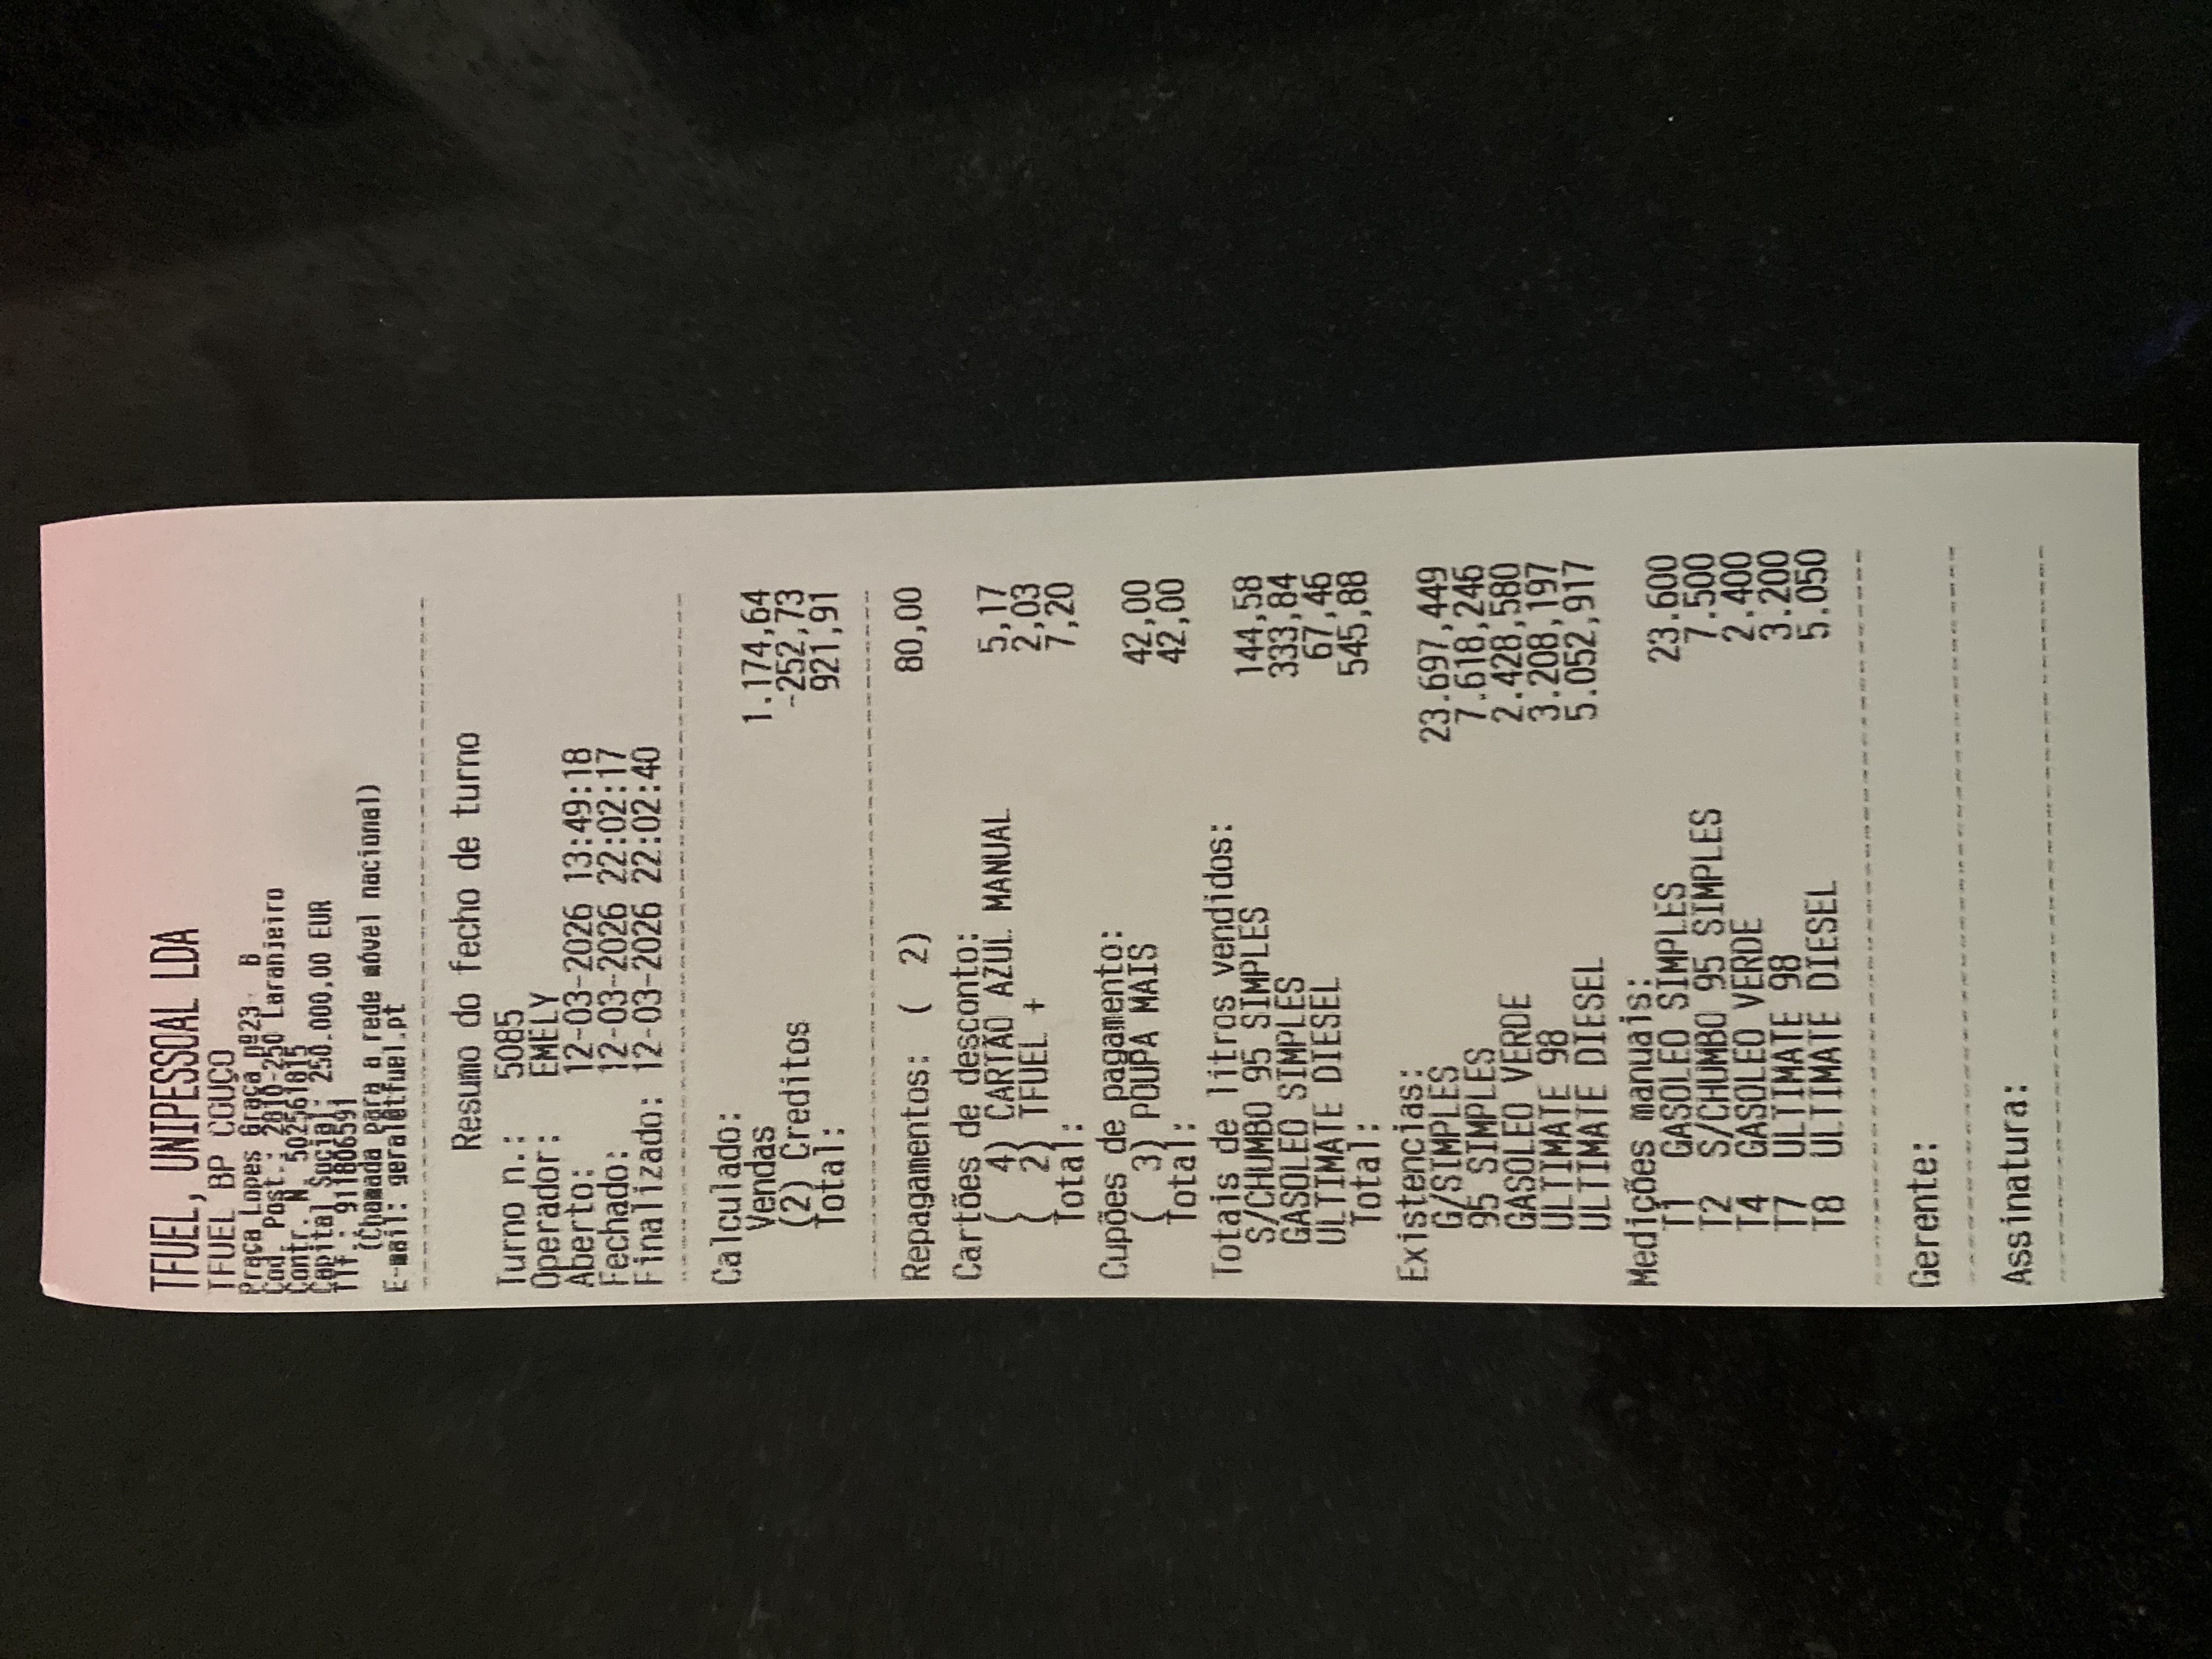 TFUEL, UNIPESSOAL LDA
TFUEL BP COUÇO
Praça Lopes Graça nº23 B
Cod. Post.: 2810-250 Laranjeiro
Contr. N. 502561815
Capital Social: 250.000,00 EUR
Tlf.: 911806591
(Chamada para a rede móvel nacional)
E-mail: geral@tfuel.pt
Resumo do fecho de turno
Turno n.: 5085
Operador: EMELY
Aberto: 12-03-2026 13:49:18
Fechado: 12-03-2026 22:02:17
Finalizado: 12-03-2026 22:02:40
Calculado:
Vendas 1.174,64
(2) Creditos -252,73
Total: 921,91
Repagamentos: ( 2) 80,00
Cartões de desconto:
( 4) CARTÃO AZUL MANUAL 5,17
( 2) TFUEL + 2,03
Total: 7,20
Cupões de pagamento:
( 3) POUPA MAIS 42,00
Total: 42,00
Totais de litros vendidos:
S/CHUMBO 95 SIMPLES 144,58
GASOLEO SIMPLES 333,84
ULTIMATE DIESEL 67,46
Total: 545,88
Existencias:
G/SIMPLES 23.697,449
95 SIMPLES 7.618,246
GASOLEO VERDE 2.428,580
ULTIMATE 98 3.208,197
ULTIMATE DIESEL 5.052,917
Medições manuais:
T1 GASOLEO SIMPLES 23.600
T2 S/CHUMBO 95 SIMPLES 7.500
T4 GASOLEO VERDE 2.400
T7 ULTIMATE 98 3.200
T8 ULTIMATE DIESEL 5.050
Gerente:
Assinatura: